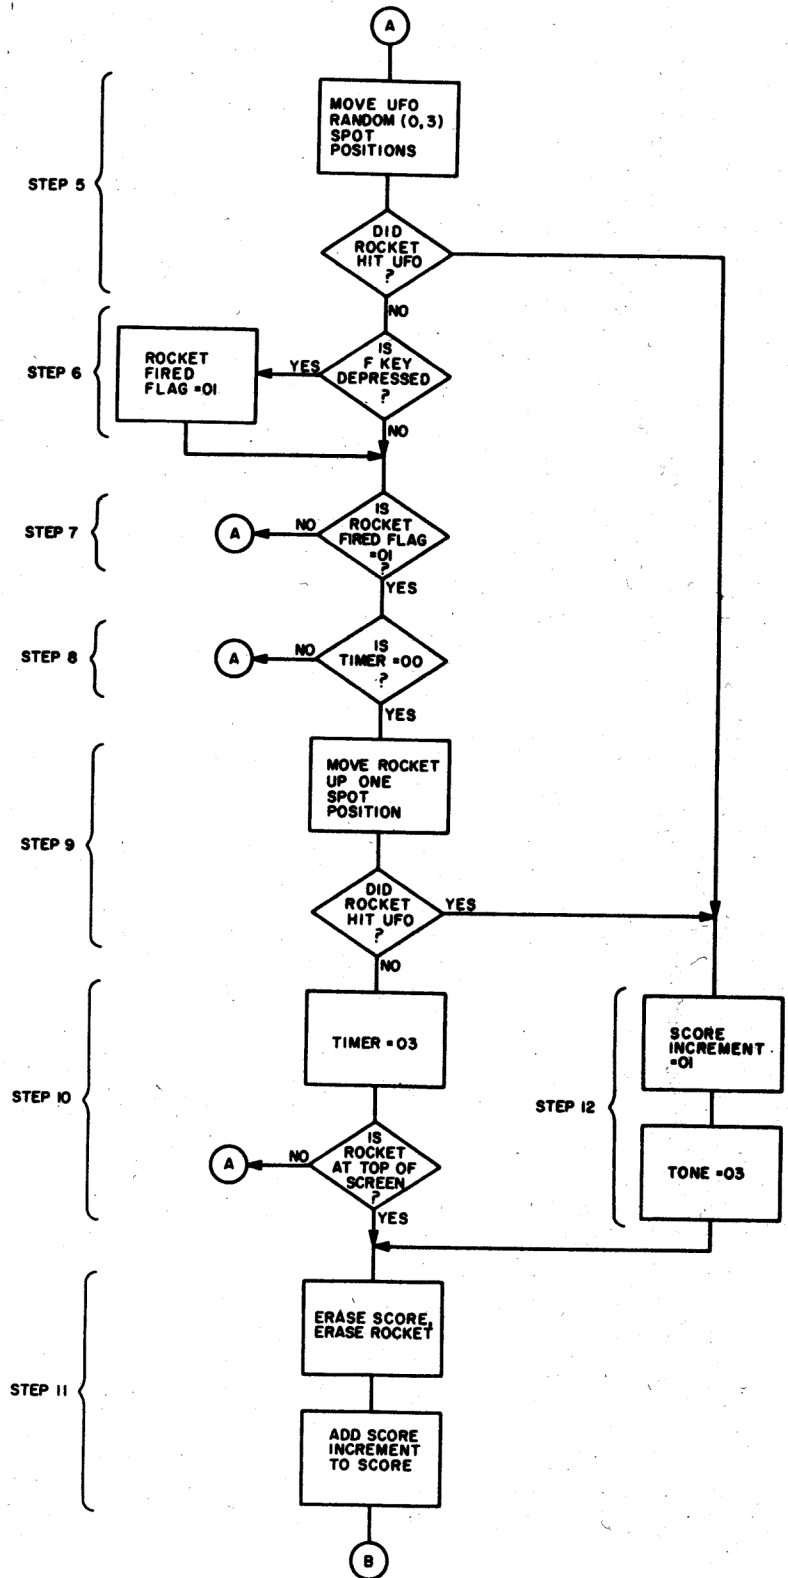 A
MOVE UFO
RANDOM (0,3)
SPOT
POSITIONS
STEP 5
DID
ROCKET
HIT UFO
?
NO
STEP 6
ROCKET
FIRED
FLAG =01
YES
IS
F KEY
DEPRESSED
?
NO
STEP 7
A
NO
IS
ROCKET
FIRED FLAG
=01
?
YES
STEP 8
A
NO
IS
TIMER =00
?
YES
STEP 9
MOVE ROCKET
UP ONE
SPOT
POSITION
DID
ROCKET
HIT UFO
?
YES
NO
STEP 10
TIMER =03
IS
ROCKET
AT TOP OF
SCREEN
?
NO
A
YES
STEP 12
SCORE
INCREMENT
=01
TONE =03
STEP 11
ERASE SCORE,
ERASE ROCKET
ADD SCORE
INCREMENT
TO SCORE
B